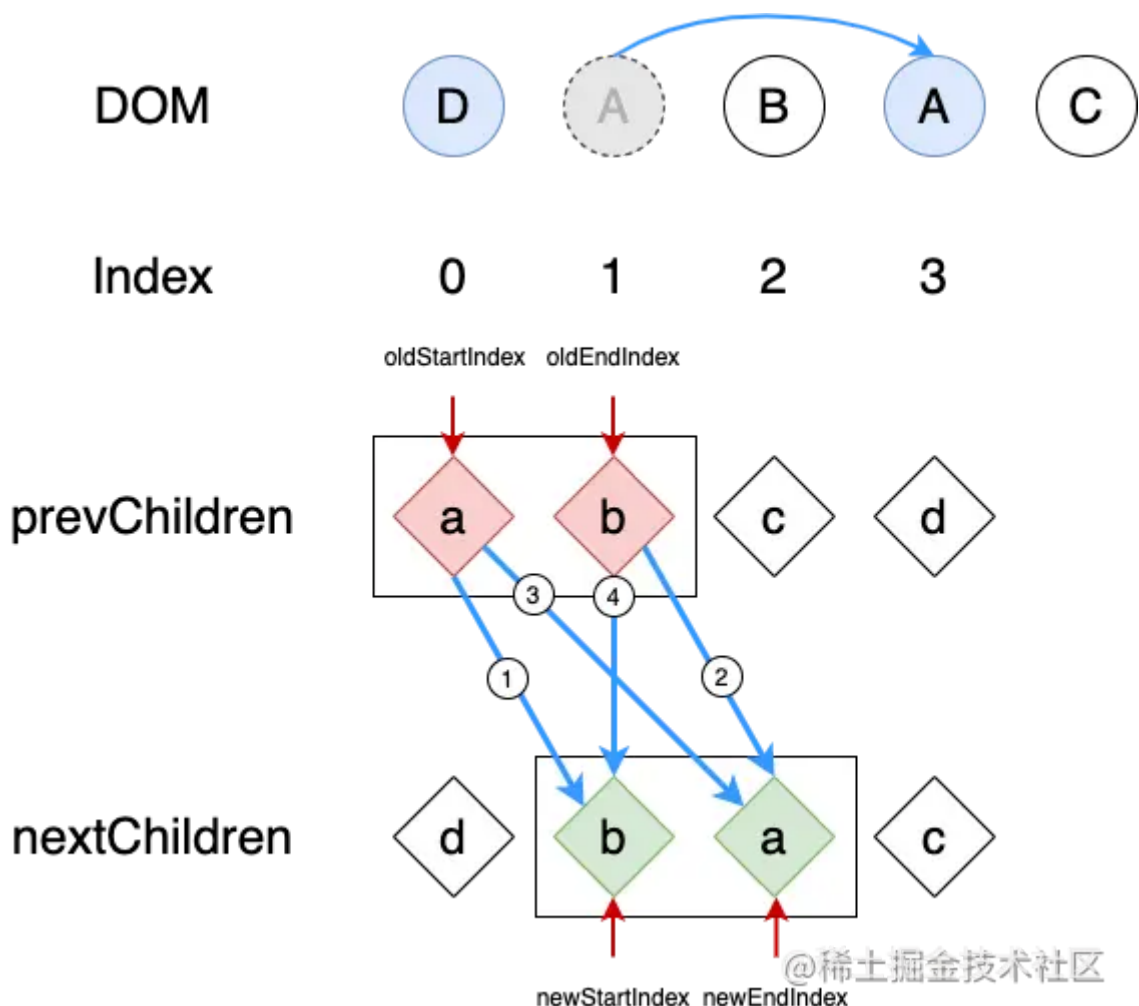 DOM D A B A C
Index 0 1 2 3
oldStartIndex oldEndIndex
prevChildren a b c d
3 4
1 2
nextChildren d b a c
@稀土掘金技术社区
newStartIndex newEndIndex